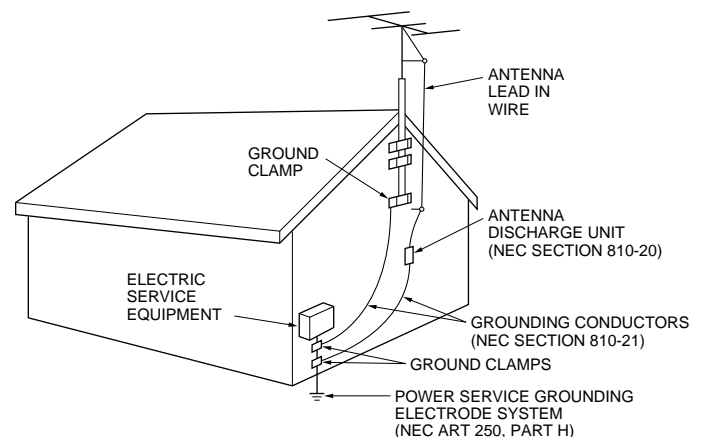 ANTENNA
LEAD IN
WIRE
GROUND
CLAMP
ANTENNA
DISCHARGE UNIT
(NEC SECTION 810-20)
ELECTRIC
SERVICE
EQUIPMENT
GROUNDING CONDUCTORS
(NEC SECTION 810-21)
GROUND CLAMPS
POWER SERVICE GROUNDING
ELECTRODE SYSTEM
(NEC ART 250, PART H)